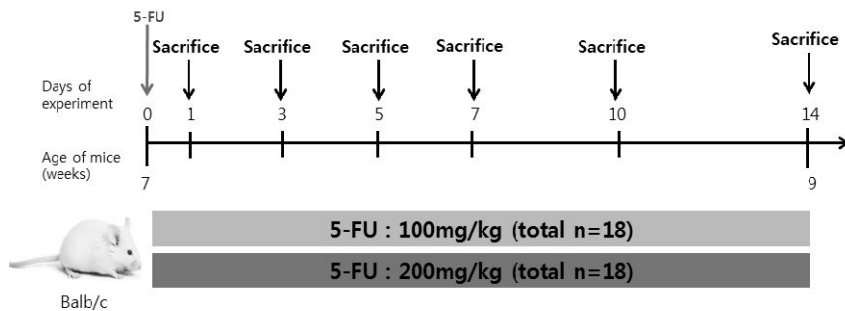 5-FU
Sacrifice Sacrifice Sacrifice Sacrifice Sacrifice Sacrifice
Days of
experiment
0 1 3 5 7 10 14
Age of mice
(weeks)
7 9
5-FU : 100mg/kg (total n=18)
5-FU : 200mg/kg (total n=18)
Balb/c